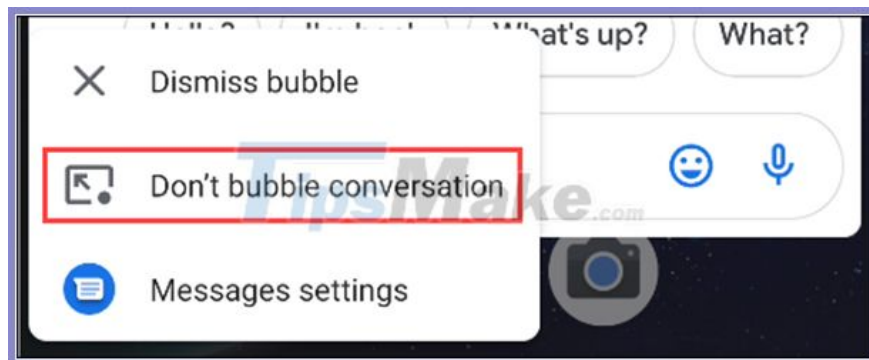 What's up?
What?
Dismiss bubble
Don't bubble conversation
TipsMake.com
Messages settings